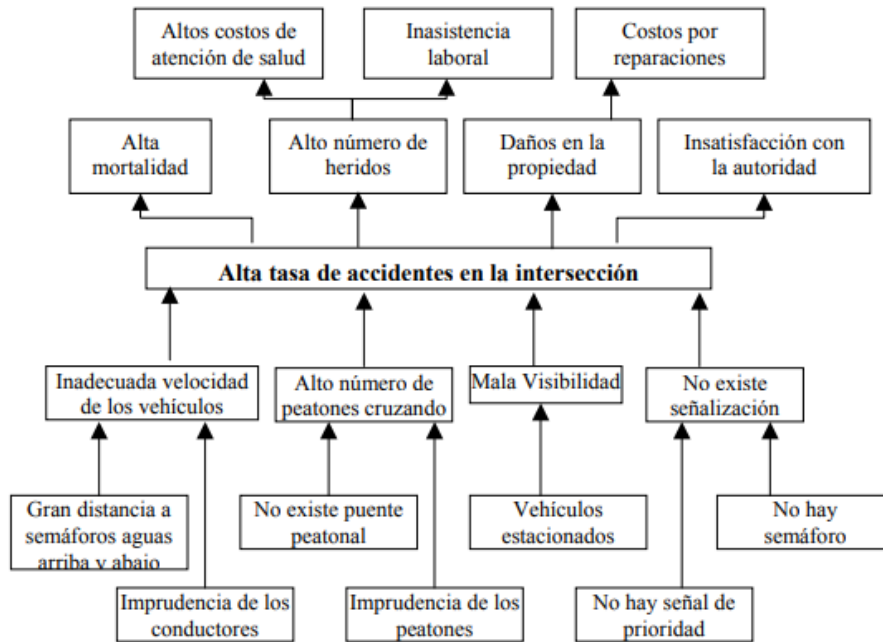 Altos costos de
atención de salud
Inasistencia
laboral
Costos por
reparaciones
Alta
mortalidad
Alto número de
heridos
Daños en la
propiedad
Insatisfacción con
la autoridad
Alta tasa de accidentes en la intersección
Inadecuada velocidad
de los vehículos
Alto número de
peatones cruzando
Mala Visibilidad
No existe
señalización
Gran distancia a
semáforos aguas
arriba y abajo
No existe puente
peatonal
Vehículos
estacionados
No hay
semáforo
Imprudencia de los
conductores
Imprudencia de los
peatones
No hay señal de
prioridad